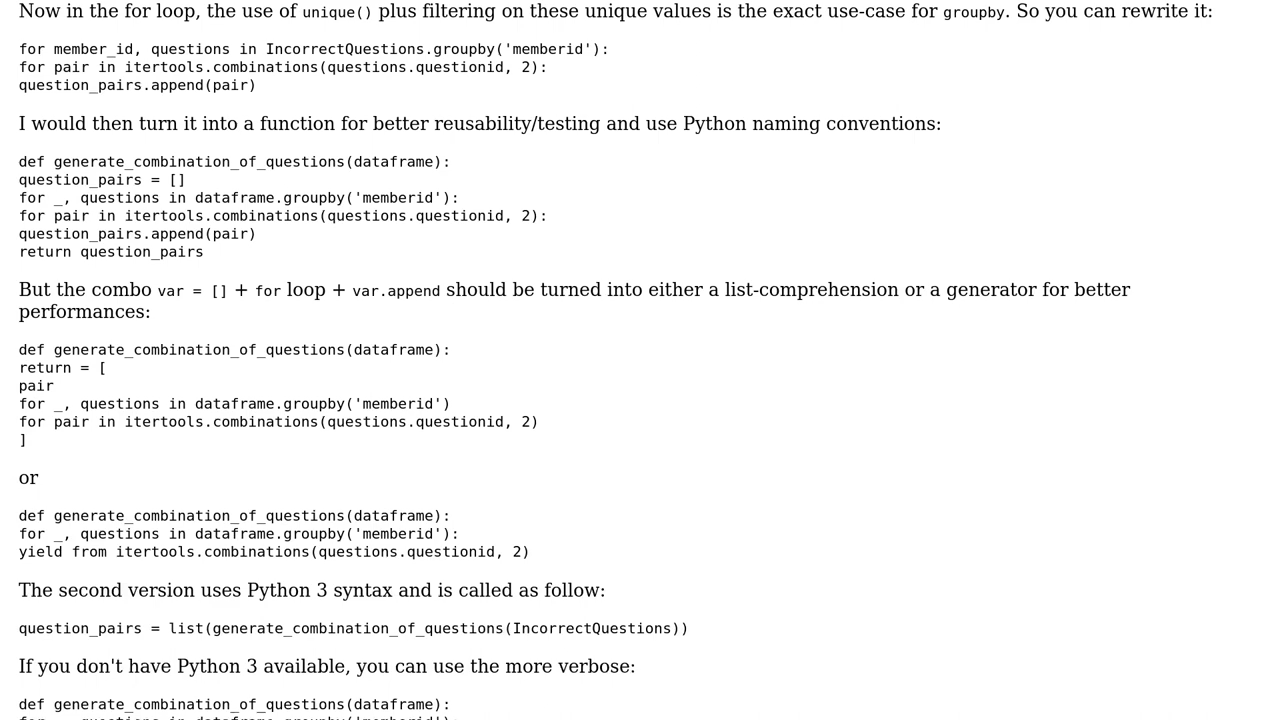 Now in the for loop, the use of unique() plus filtering on these unique values is the exact use-case for groupby. So you can rewrite it:
for member_id, questions in IncorrectQuestions.groupby('memberid'):
for pair in itertools.combinations(questions.questionid, 2):
question_pairs.append(pair)
I would then turn it into a function for better reusability/testing and use Python naming conventions:
def generate_combination_of_questions(dataframe):
question_pairs = []
for _, questions in dataframe.groupby('memberid'):
for pair in itertools.combinations(questions.questionid, 2):
question_pairs.append(pair)
return question_pairs
But the combo var = [] + for loop + var.append should be turned into either a list-comprehension or a generator for better
performances:
def generate_combination_of_questions(dataframe):
return = [
pair
for _, questions in dataframe.groupby('memberid')
for pair in itertools.combinations(questions.questionid, 2)
]
or
def generate_combination_of_questions(dataframe):
for _, questions in dataframe.groupby('memberid'):
yield from itertools.combinations(questions.questionid, 2)
The second version uses Python 3 syntax and is called as follow:
question_pairs = list(generate_combination_of_questions(IncorrectQuestions))
If you don't have Python 3 available, you can use the more verbose:
def generate_combination_of_questions(dataframe):
for _, questions in dataframe.groupby('memberid'):